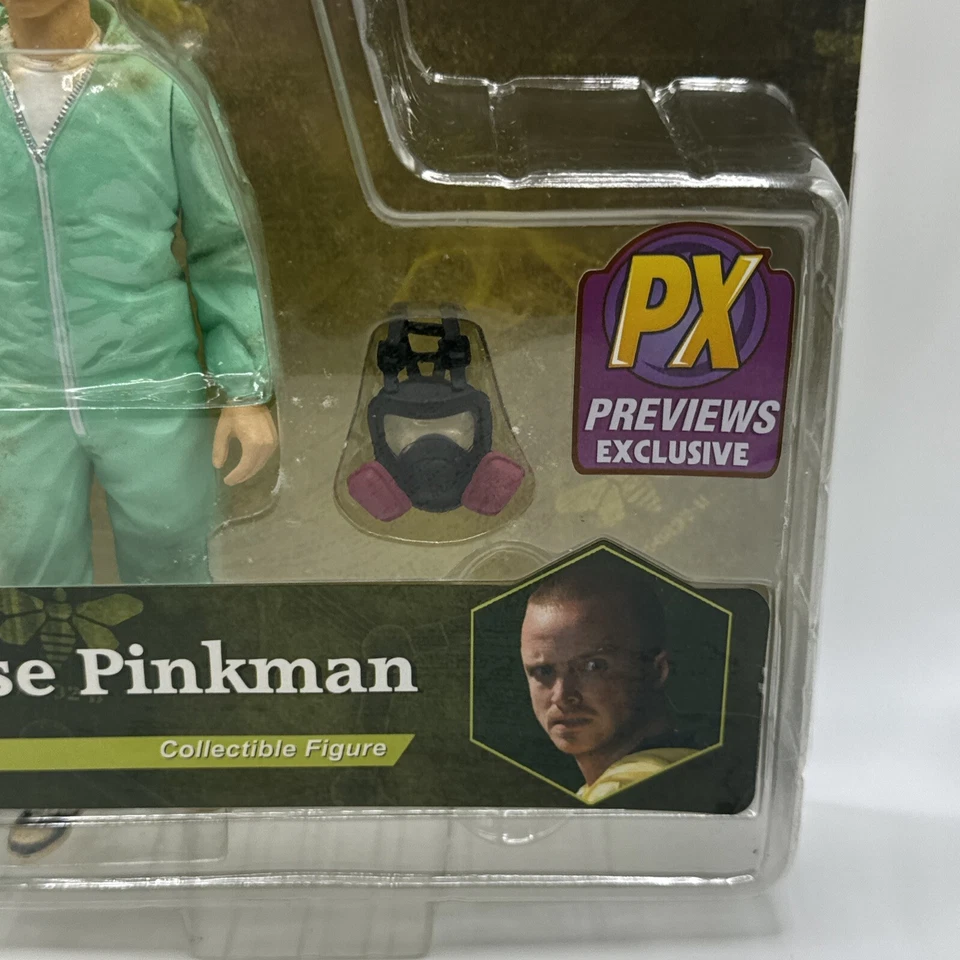 PX
PREVIEWS
EXCLUSIVE
se Pinkman
Collectible Figure